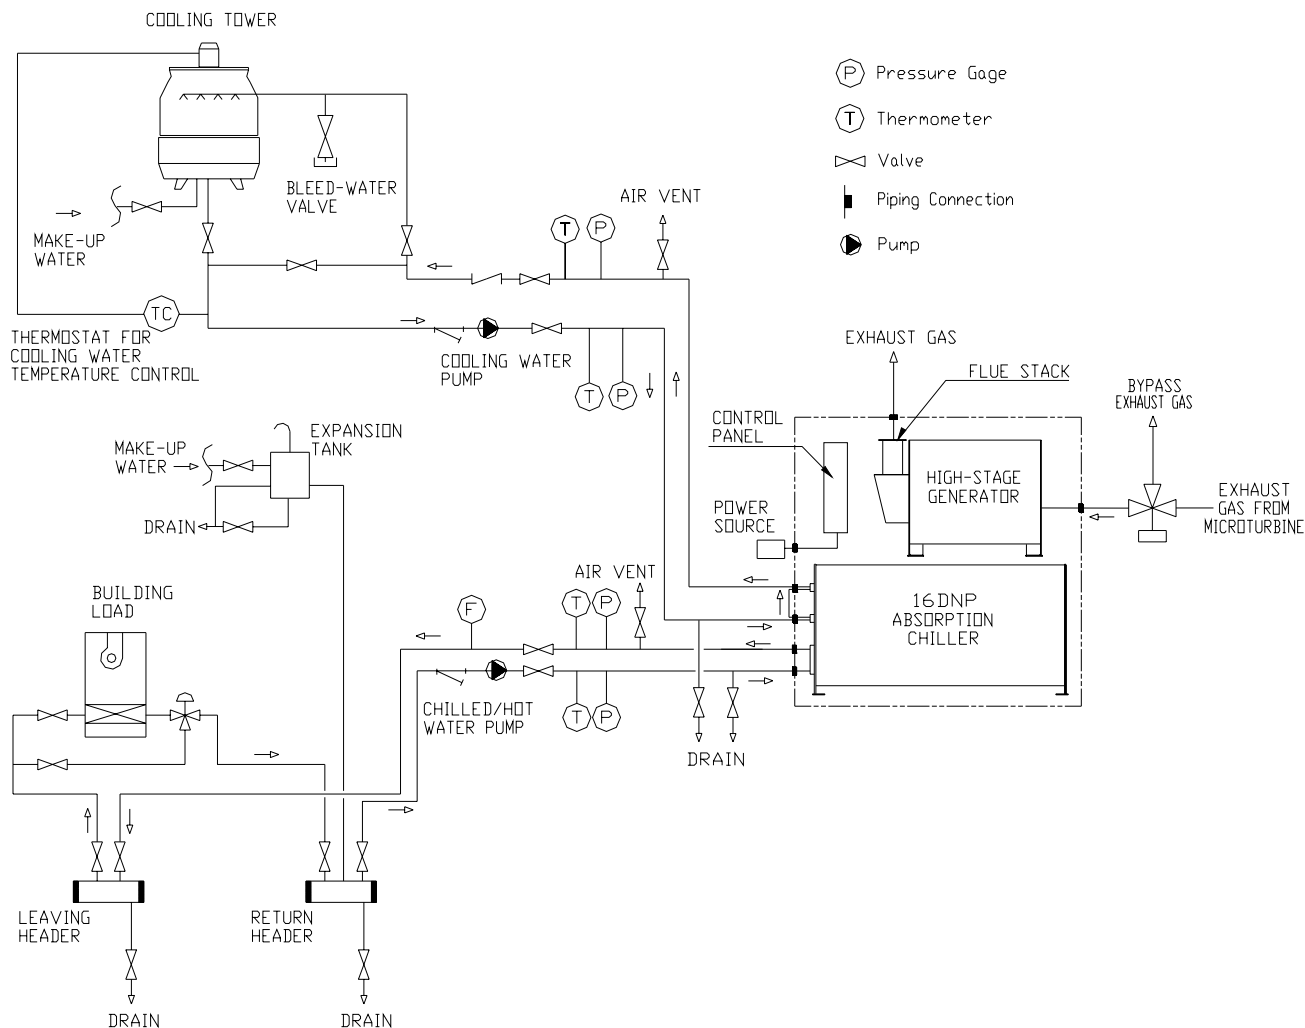 COOLING TOWER
P Pressure Gage
T Thermometer
Valve
Piping Connection
Pump
BLEED-WATER
VALVE
AIR VENT
MAKE-UP
WATER
T
P
TC
THERMOSTAT FOR
COOLING WATER
TEMPERATURE CONTROL
COOLING WATER
PUMP
T
P
EXHAUST GAS
FLUE STACK
BYPASS
EXHAUST GAS
CONTROL
PANEL
EXPANSION
TANK
MAKE-UP
WATER
DRAIN
HIGH-STAGE
GENERATOR
POWER
SOURCE
EXHAUST
GAS FROM
MICROTURBINE
AIR VENT
BUILDING
LOAD
F
T
P
16DNP
ABSORPTION
CHILLER
CHILLED/HOT
WATER PUMP
T
P
DRAIN
LEAVING
HEADER
RETURN
HEADER
DRAIN
DRAIN